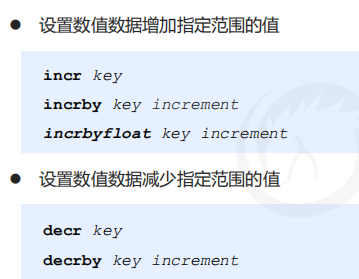 ● 设置数值数据增加指定范围的值
incr key
incrby key increment
incrbyfloat key increment
● 设置数值数据减少指定范围的值
decr key
decrby key increment